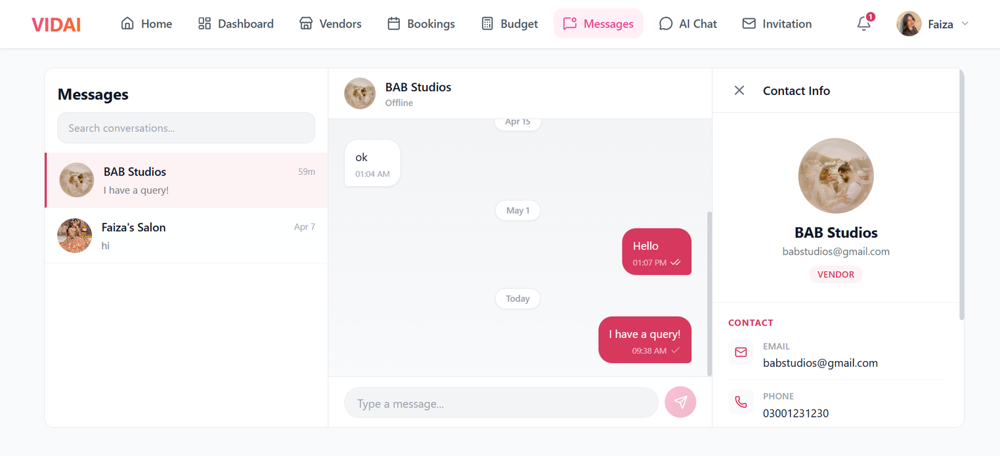 VIDAI
Home
Dashboard
Vendors
Bookings
Budget
Messages
AI Chat
Invitation
1
Faiza
Messages
Search conversations...
BAB Studios
59m
I have a query!
Faiza's Salon
Apr 7
hi
BAB Studios
Offline
Apr 15
ok
01:04 AM
May 1
Hello
01:07 PM
Today
I have a query!
09:38 AM
Type a message...
Contact Info
BAB Studios
babstudios@gmail.com
VENDOR
CONTACT
EMAIL
babstudios@gmail.com
PHONE
03001231230